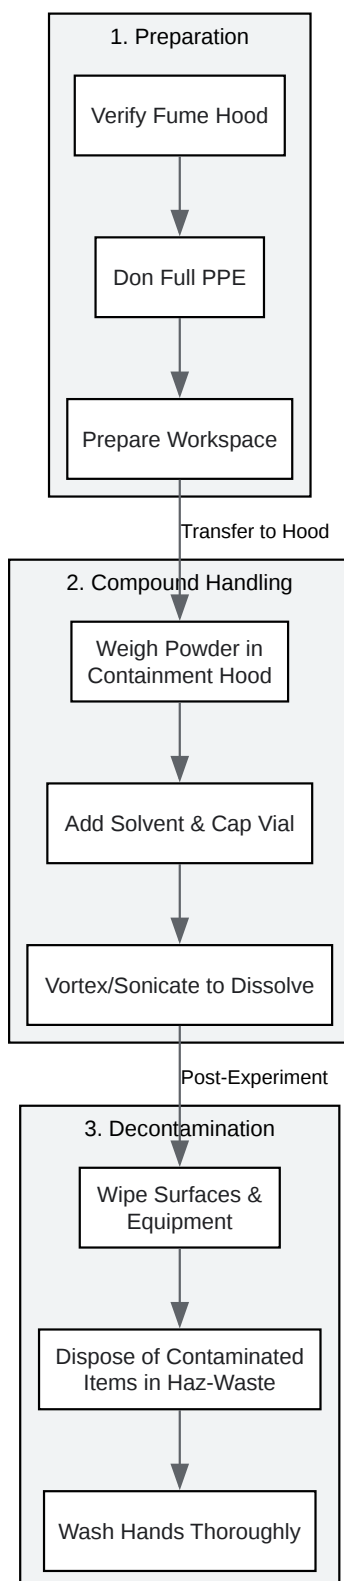 1. Preparation
Verify Fume Hood
Don Full PPE
Prepare Workspace
Transfer to Hood
2. Compound Handling
Weigh Powder in
Containment Hood
Add Solvent & Cap Vial
Vortex/Sonicate to Dissolve
Post-Experiment
3. Decontamination
Wipe Surfaces &
Equipment
Dispose of Contaminated
Items in Haz-Waste
Wash Hands Thoroughly